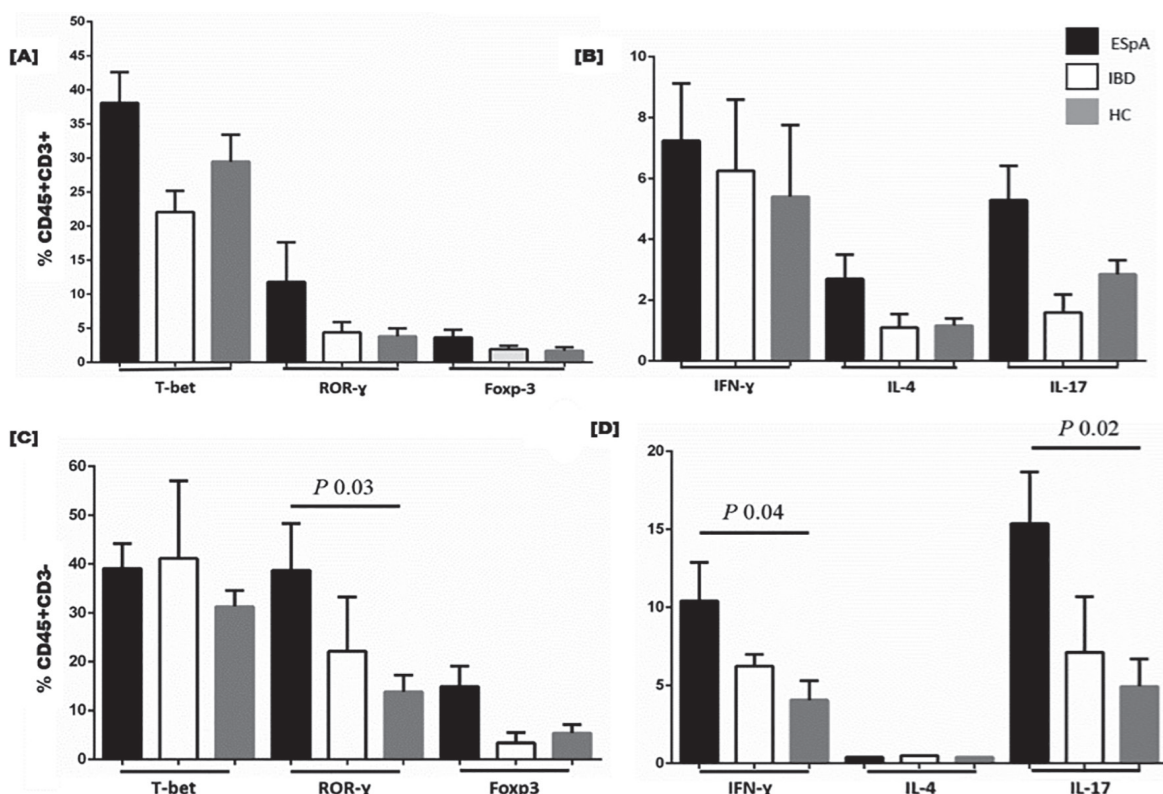 [A]
50
45
40
35
30
25
20
15
10
5
0
% CD45+CD3+
T-bet ROR-ɣ Foxp-3
[B]
10
8
6
4
2
0
IFN-ɣ IL-4 IL-17
ESpA
IBD
HC
[C]
60
50
40
30
20
10
0
% CD45+CD3-
P 0.03
T-bet ROR-γ Foxp3
[D]
20
15
10
5
0
P 0.04
P 0.02
IFN-γ IL-4 IL-17